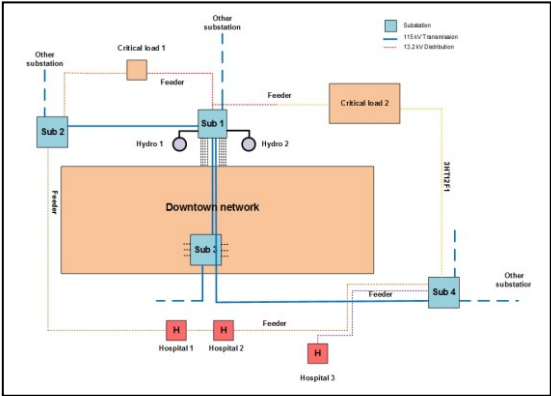 Other
substation
Substation
115 kV Transmission
13.2 kV Distribution
Other
substation
Critical load 1
Feeder
Feeder
Critical load 2
Sub 1
Sub 2
Hydro 1
Hydro 2
3HT12F1
Feeder
Downtown network
Sub 3
Other
substation
Sub 4
Feeder
Feeder
H
H
Hospital 1
Hospital 2
H
Hospital 3